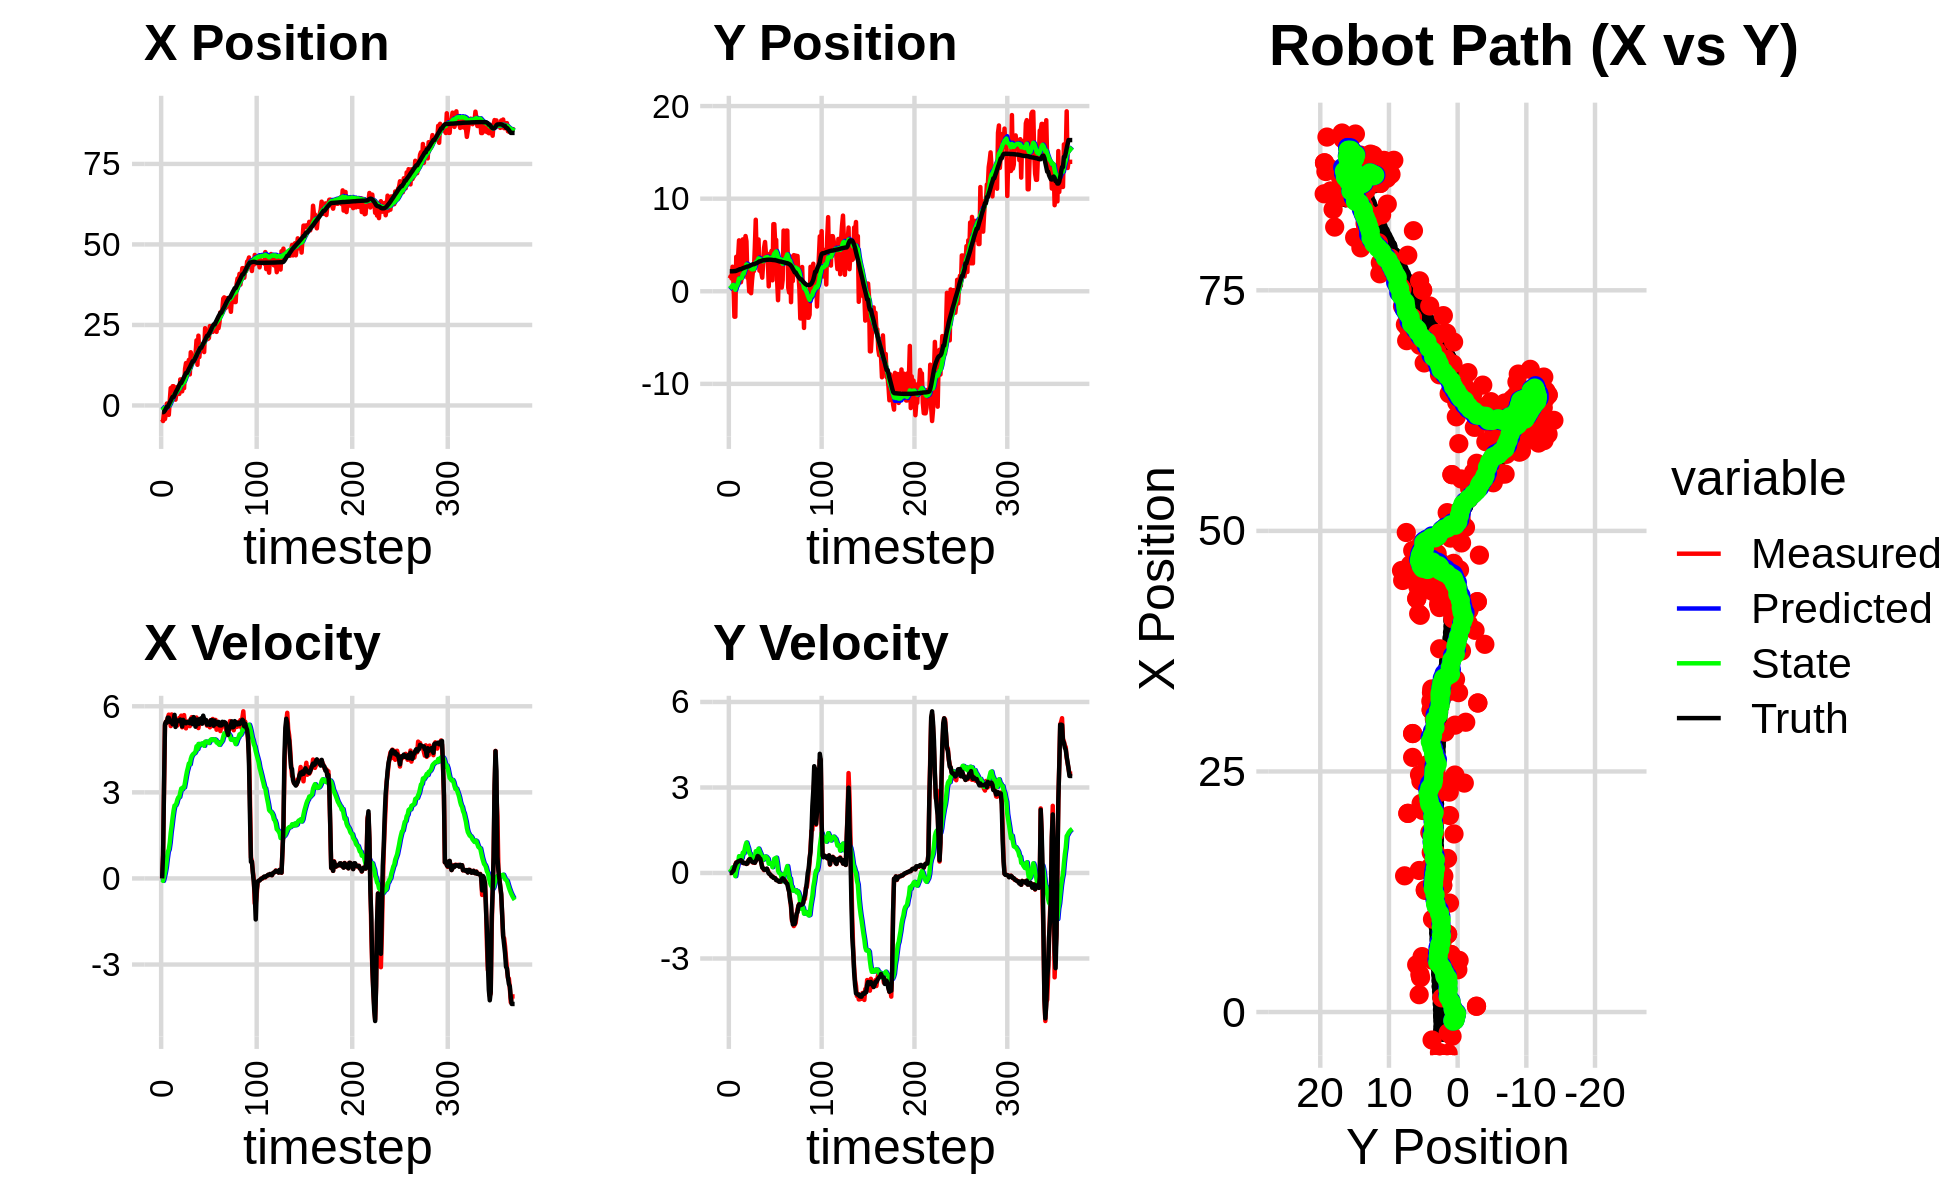 X Position
75
50
25
0
0
100
200
300
timestep
Y Position
20
10
0
-10
0
100
200
300
timestep
X Velocity
6
3
0
-3
0
100
200
300
timestep
Y Velocity
6
3
0
-3
0
100
200
300
timestep
Robot Path (X vs Y)
X Position
75
50
25
0
20 10 0 -10 -20
Y Position
variable
Measured
Predicted
State
Truth